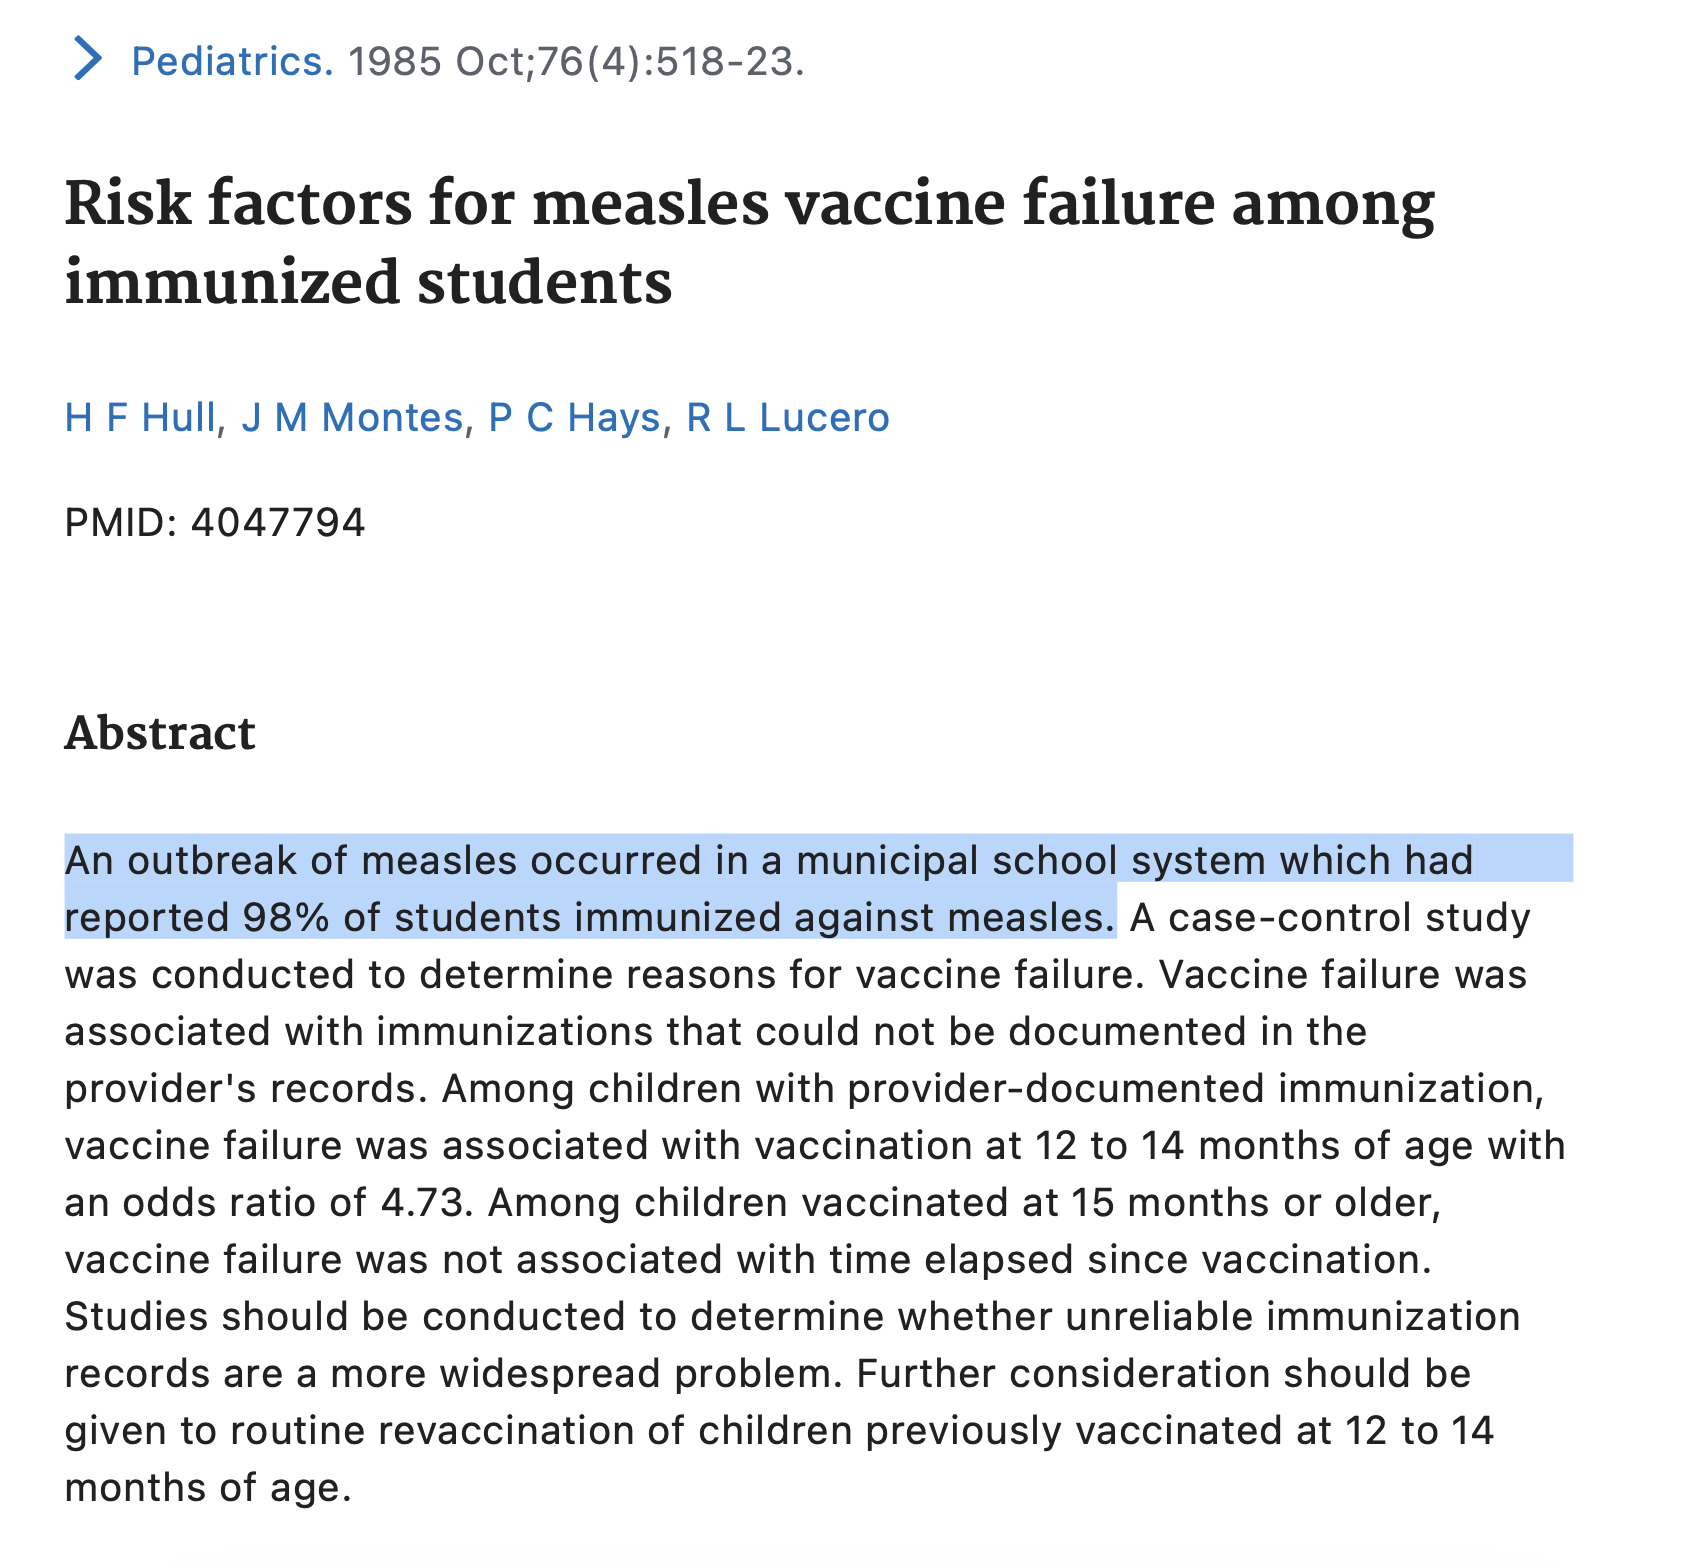 Pediatrics. 1985 Oct;76(4):518-23.
Risk factors for measles vaccine failure among
immunized students
H F Hull, J M Montes, P C Hays, R L Lucero
PMID: 4047794
Abstract
An outbreak of measles occurred in a municipal school system which had
reported 98% of students immunized against measles. A case-control study
was conducted to determine reasons for vaccine failure. Vaccine failure was
associated with immunizations that could not be documented in the
provider's records. Among children with provider-documented immunization,
vaccine failure was associated with vaccination at 12 to 14 months of age with
an odds ratio of 4.73. Among children vaccinated at 15 months or older,
vaccine failure was not associated with time elapsed since vaccination.
Studies should be conducted to determine whether unreliable immunization
records are a more widespread problem. Further consideration should be
given to routine revaccination of children previously vaccinated at 12 to 14
months of age.